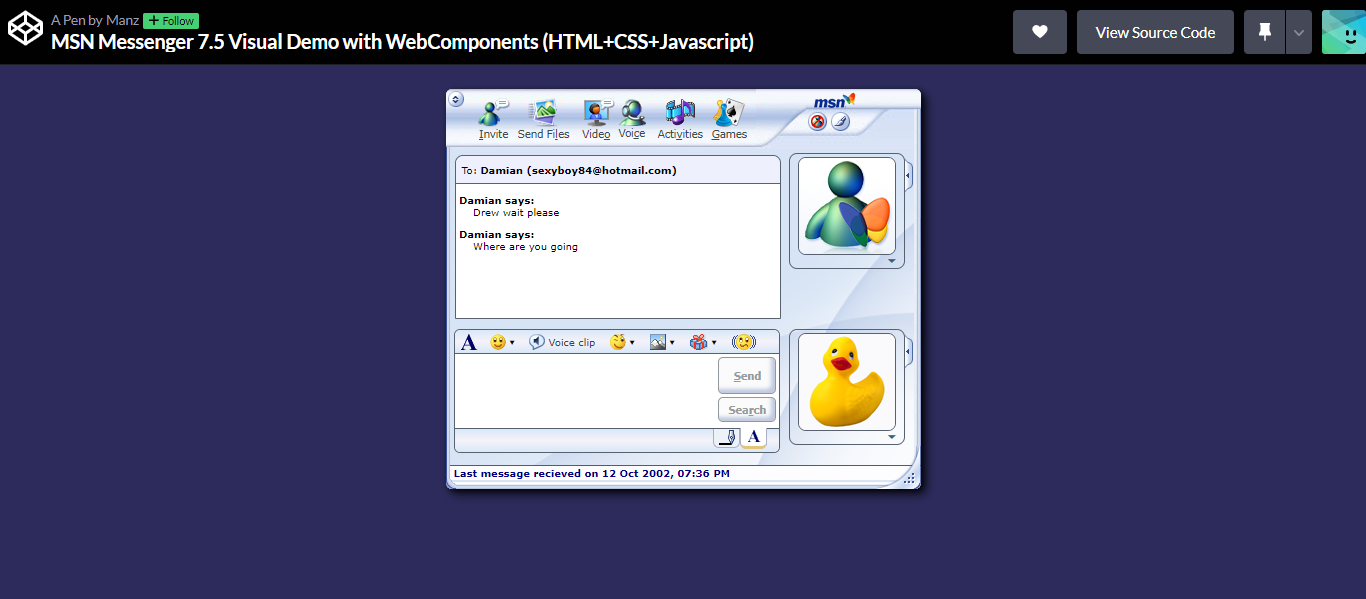 A Pen by Manz + Follow
MSN Messenger 7.5 Visual Demo with WebComponents (HTML+CSS+Javascript)
View Source Code
msn
Invite Send Files Video Voice Activities Games
To: Damian (sexyboy84@hotmail.com)
Damian says:
Drew wait please
Damian says:
Where are you going
A Voice clip
Send
Search
A
Last message recieved on 12 Oct 2002, 07:36 PM